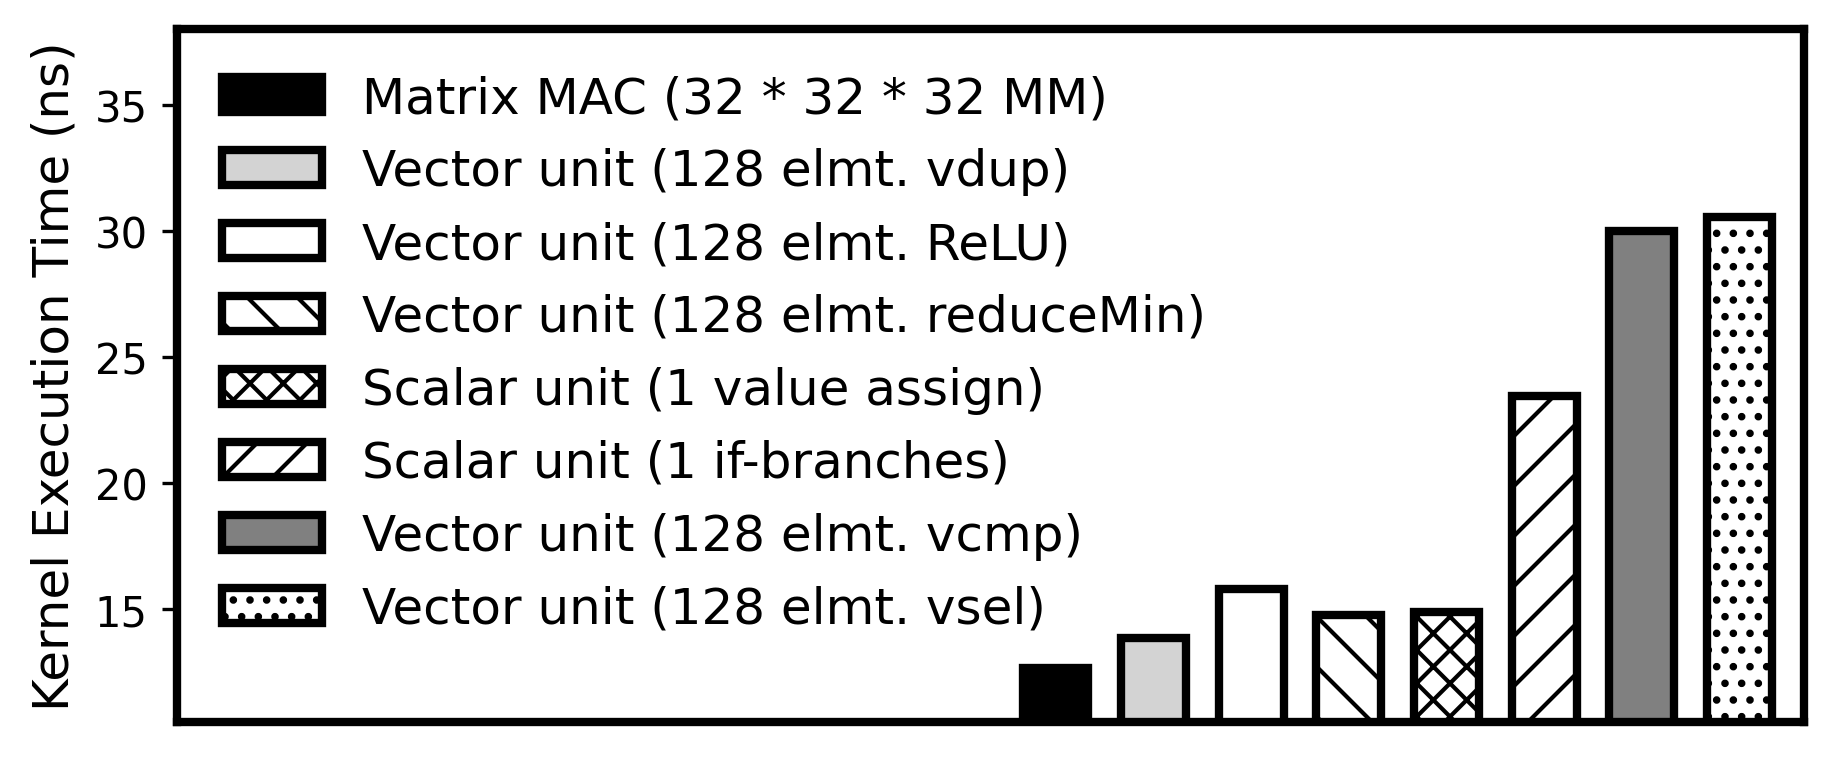 Kernel Execution Time (ns)
35
30
25
20
15
Matrix MAC (32 * 32 * 32 MM)
Vector unit (128 elmt. vdup)
Vector unit (128 elmt. ReLU)
Vector unit (128 elmt. reduceMin)
Scalar unit (1 value assign)
Scalar unit (1 if-branches)
Vector unit (128 elmt. vcmp)
Vector unit (128 elmt. vsel)